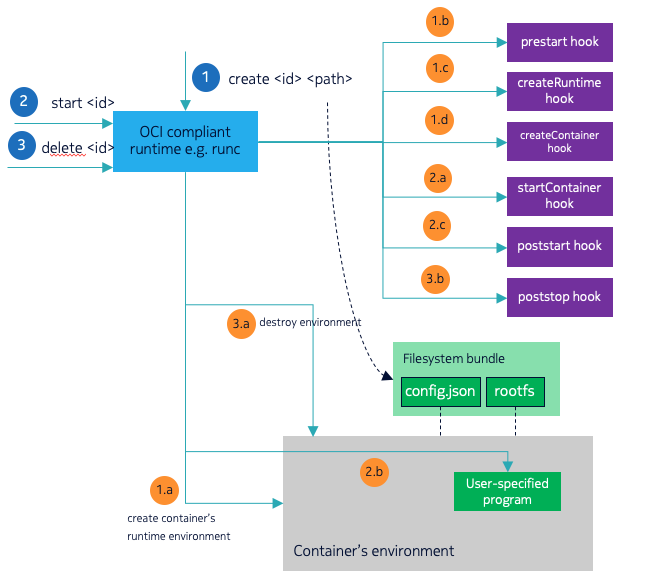 1.b
prestart hook
1
create <id> <path>
1.c
createRuntime
hook
2
start <id>
OCI compliant
runtime e.g. runc
1.d
createContainer
hook
3
delete <id>
2.a
startContainer
hook
2.c
poststart hook
3.b
poststop hook
3.a
destroy environment
Filesystem bundle
config.json
rootfs
2.b
User-specified
program
1.a
create container's
runtime environment
Container's environment